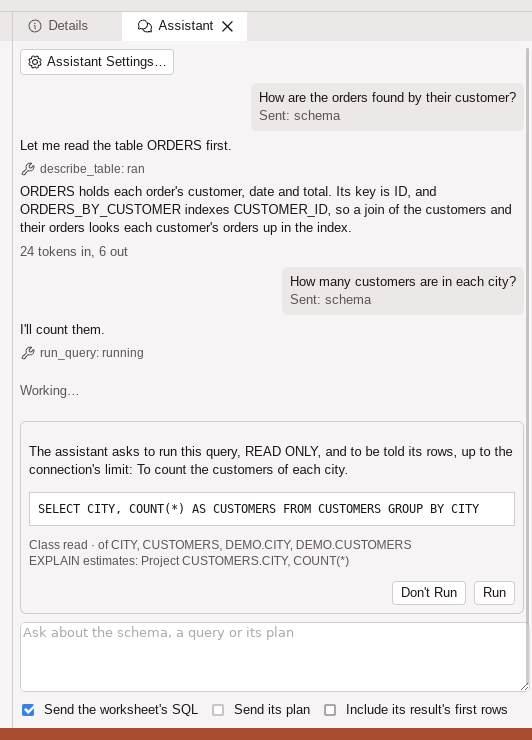 Details
Assistant
Assistant Settings...
How are the orders found by their customer?
Sent: schema
Let me read the table ORDERS first.
describe_table: ran
ORDERS holds each order's customer, date and total. Its key is ID, and
ORDERS_BY_CUSTOMER indexes CUSTOMER_ID, so a join of the customers and
their orders looks each customer's orders up in the index.
24 tokens in, 6 out
How many customers are in each city?
Sent: schema
I'll count them.
run_query: running
Working...
The assistant asks to run this query, READ ONLY, and to be told its rows, up to the
connection's limit: To count the customers of each city.
SELECT CITY, COUNT(*) AS CUSTOMERS FROM CUSTOMERS GROUP BY CITY
Class read · of CITY, CUSTOMERS, DEMO.CITY, DEMO.CUSTOMERS
EXPLAIN estimates: Project CUSTOMERS.CITY, COUNT(*)
Don't Run
Run
Ask about the schema, a query or its plan
Send the worksheet's SQL
Send its plan
Include its result's first rows